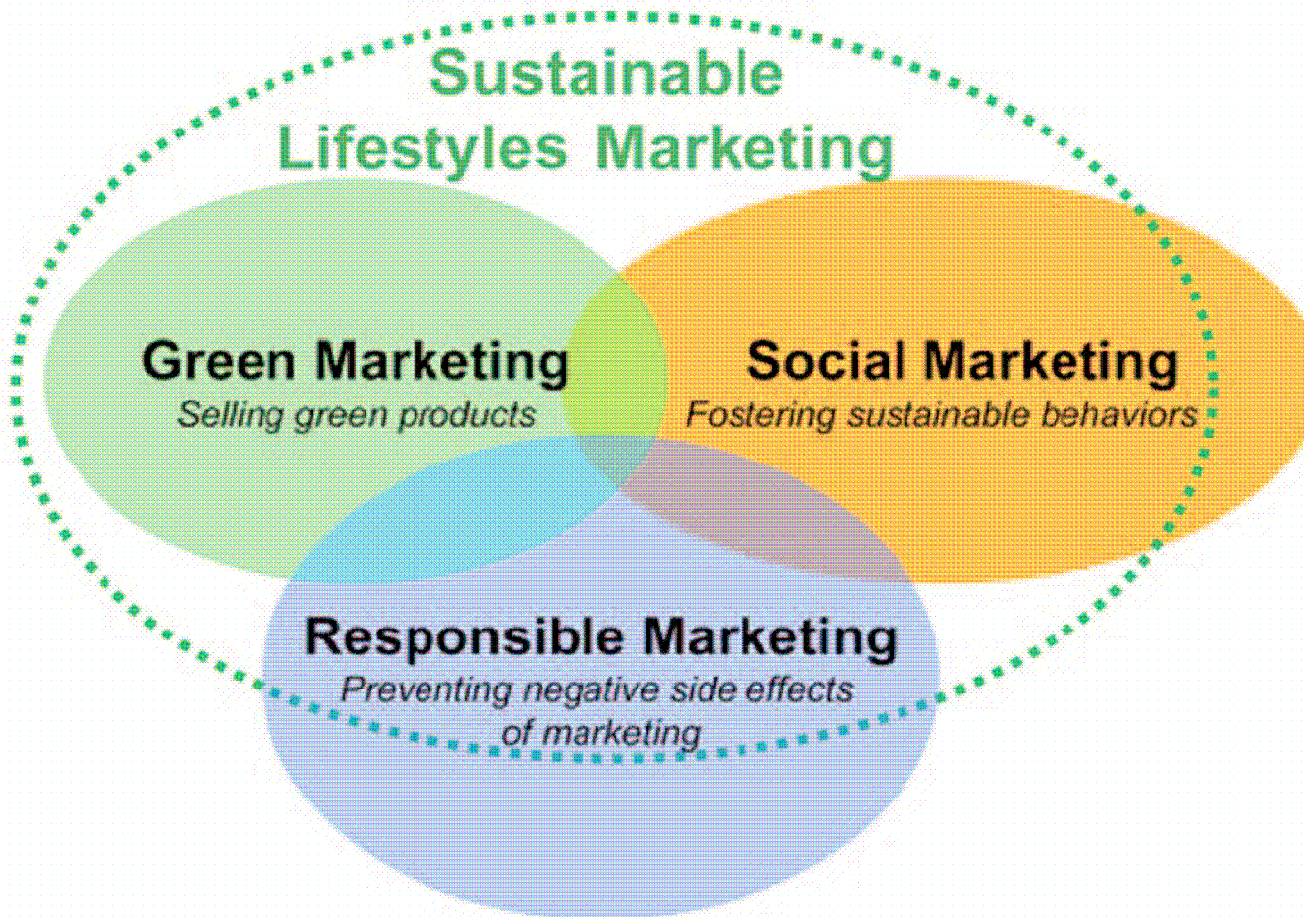 Sustainable
Lifestyles Marketing
Green Marketing
Selling green products
Social Marketing
Fostering sustainable behaviors
Responsible Marketing
Preventing negative side effects
of marketing